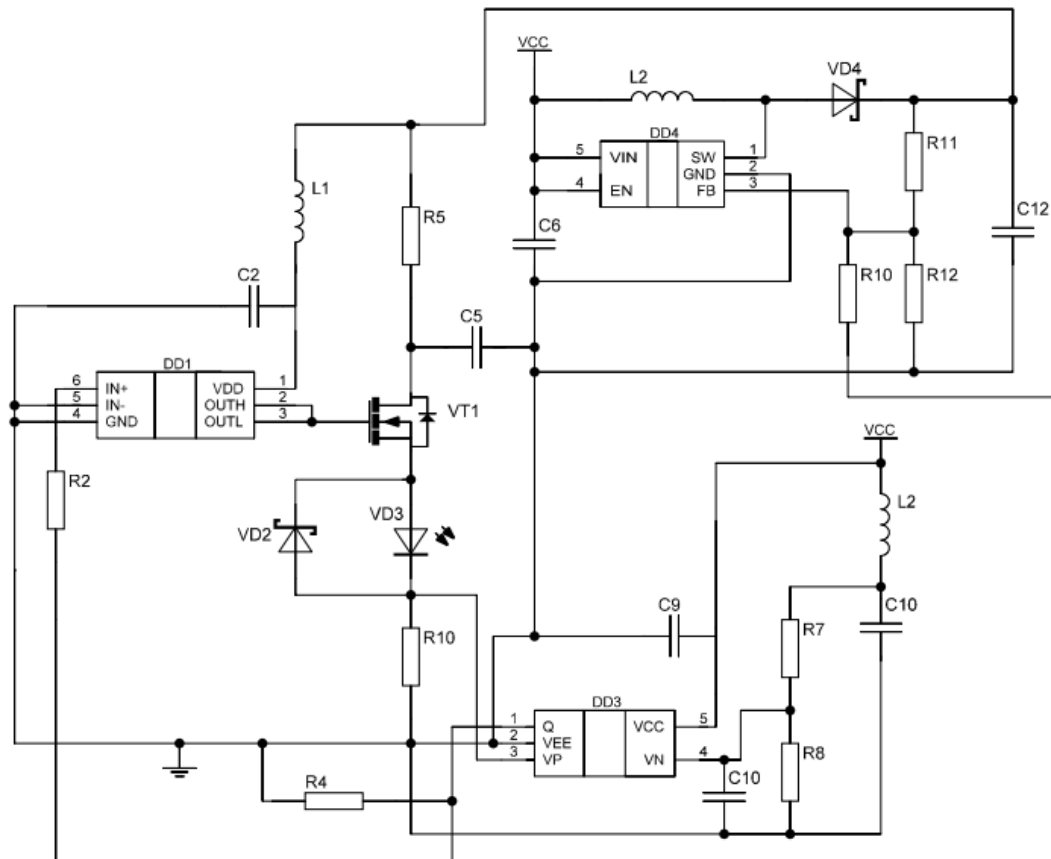 VCC
L2
VD4
DD4
5 VIN SW 1
GND 2
4 EN FB 3
R11
L1
R5
C6
C12
C2
R10
R12
C5
DD1
6 IN+ VDD 1
5 IN- OUTH 2
4 GND OUTL 3
VT1
R2
VCC
L2
VD2
VD3
C9
R7
C10
R10
DD3
1 Q VCC 5
2 VEE
3 VP VN 4
R8
C10
R4